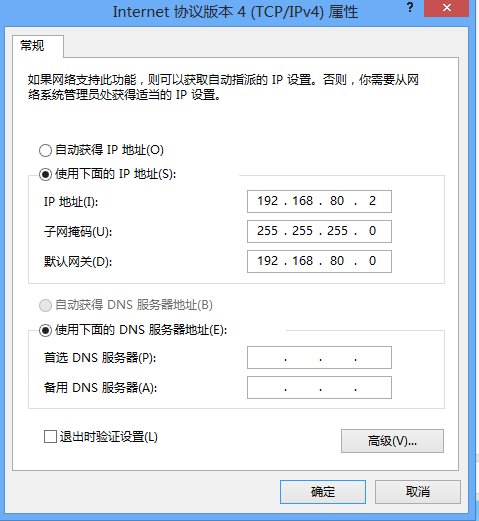 Internet 协议版本 4 (TCP/IPv4) 属性
?
常规
如果网络支持此功能，则可以获取自动指派的 IP 设置。否则，你需要从网
络系统管理员处获得适当的 IP 设置。
自动获得 IP 地址(O)
使用下面的 IP 地址(S):
IP 地址(I): 192 . 168 . 80 . 2
子网掩码(U): 255 . 255 . 255 . 0
默认网关(D): 192 . 168 . 80 . 0
自动获得 DNS 服务器地址(B)
使用下面的 DNS 服务器地址(E):
首选 DNS 服务器(P): . . .
备用 DNS 服务器(A): . . .
退出时验证设置(L)
高级(V)...
确定 取消